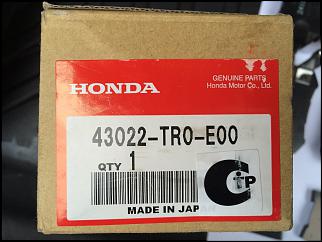 HONDA
GENUINE PARTS
Honda Motor Co., Ltd.
43022-TR0-E00
QTY 1
MADE IN JAP